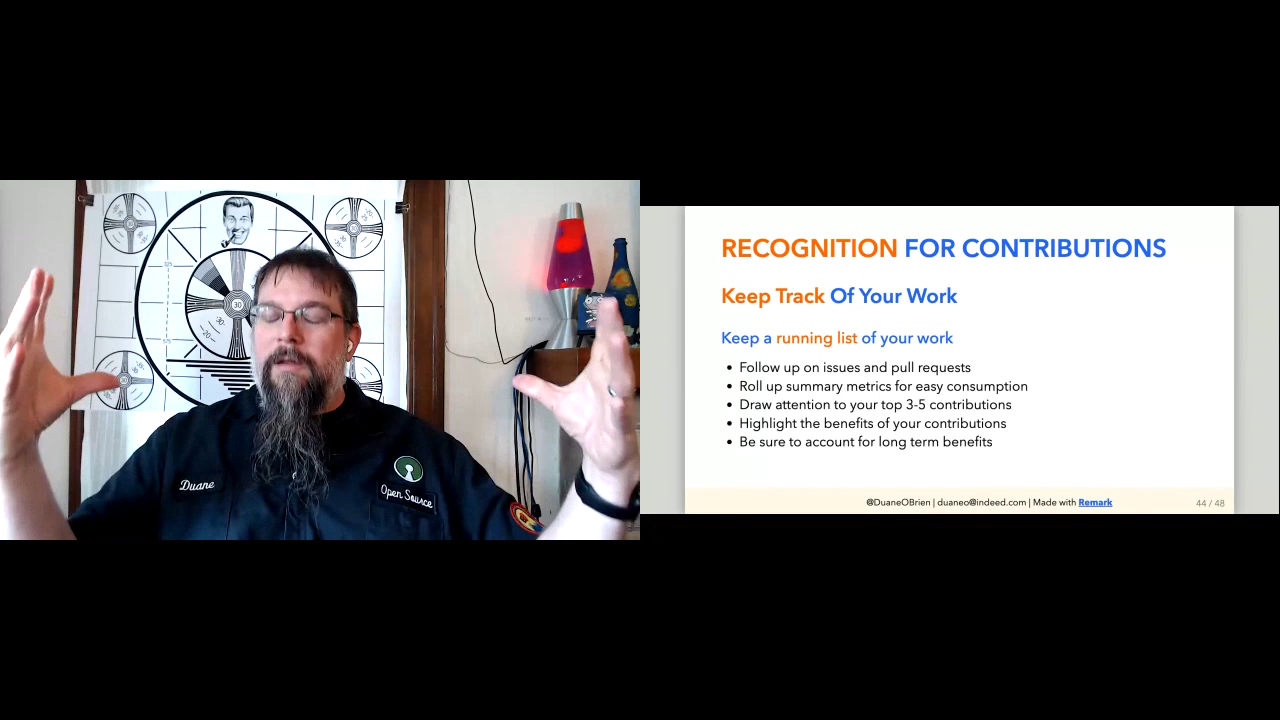 30
Duane
Open Source
RECOGNITION FOR CONTRIBUTIONS
Keep Track Of Your Work
Keep a running list of your work
Follow up on issues and pull requests
Roll up summary metrics for easy consumption
Draw attention to your top 3-5 contributions
Highlight the benefits of your contributions
Be sure to account for long term benefits
@DuaneOBrien | duaneo@indeed.com | Made with Remark
44 / 48